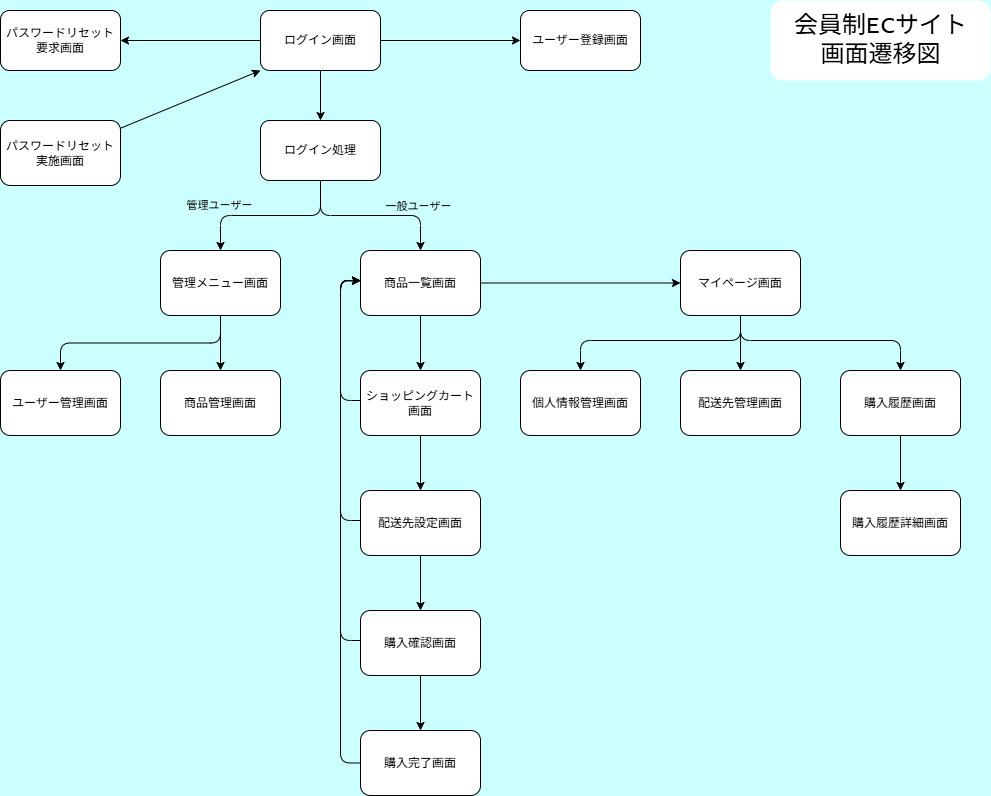 パスワードリセット
要求画面
ログイン画面
ユーザー登録画面
会員制ECサイト
画面遷移図
パスワードリセット
実施画面
ログイン処理
管理ユーザー
一般ユーザー
管理メニュー画面
商品一覧画面
マイページ画面
ユーザー管理画面
商品管理画面
ショッピングカート
画面
個人情報管理画面
配送先管理画面
購入履歴画面
配送先設定画面
購入履歴詳細画面
購入確認画面
購入完了画面